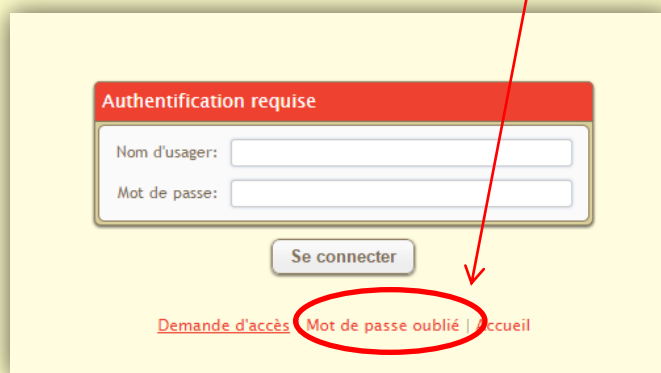 Authentification requise
Nom d'usager:
Mot de passe:
Se connecter
Demande d'accès | Mot de passe oublié | Accueil